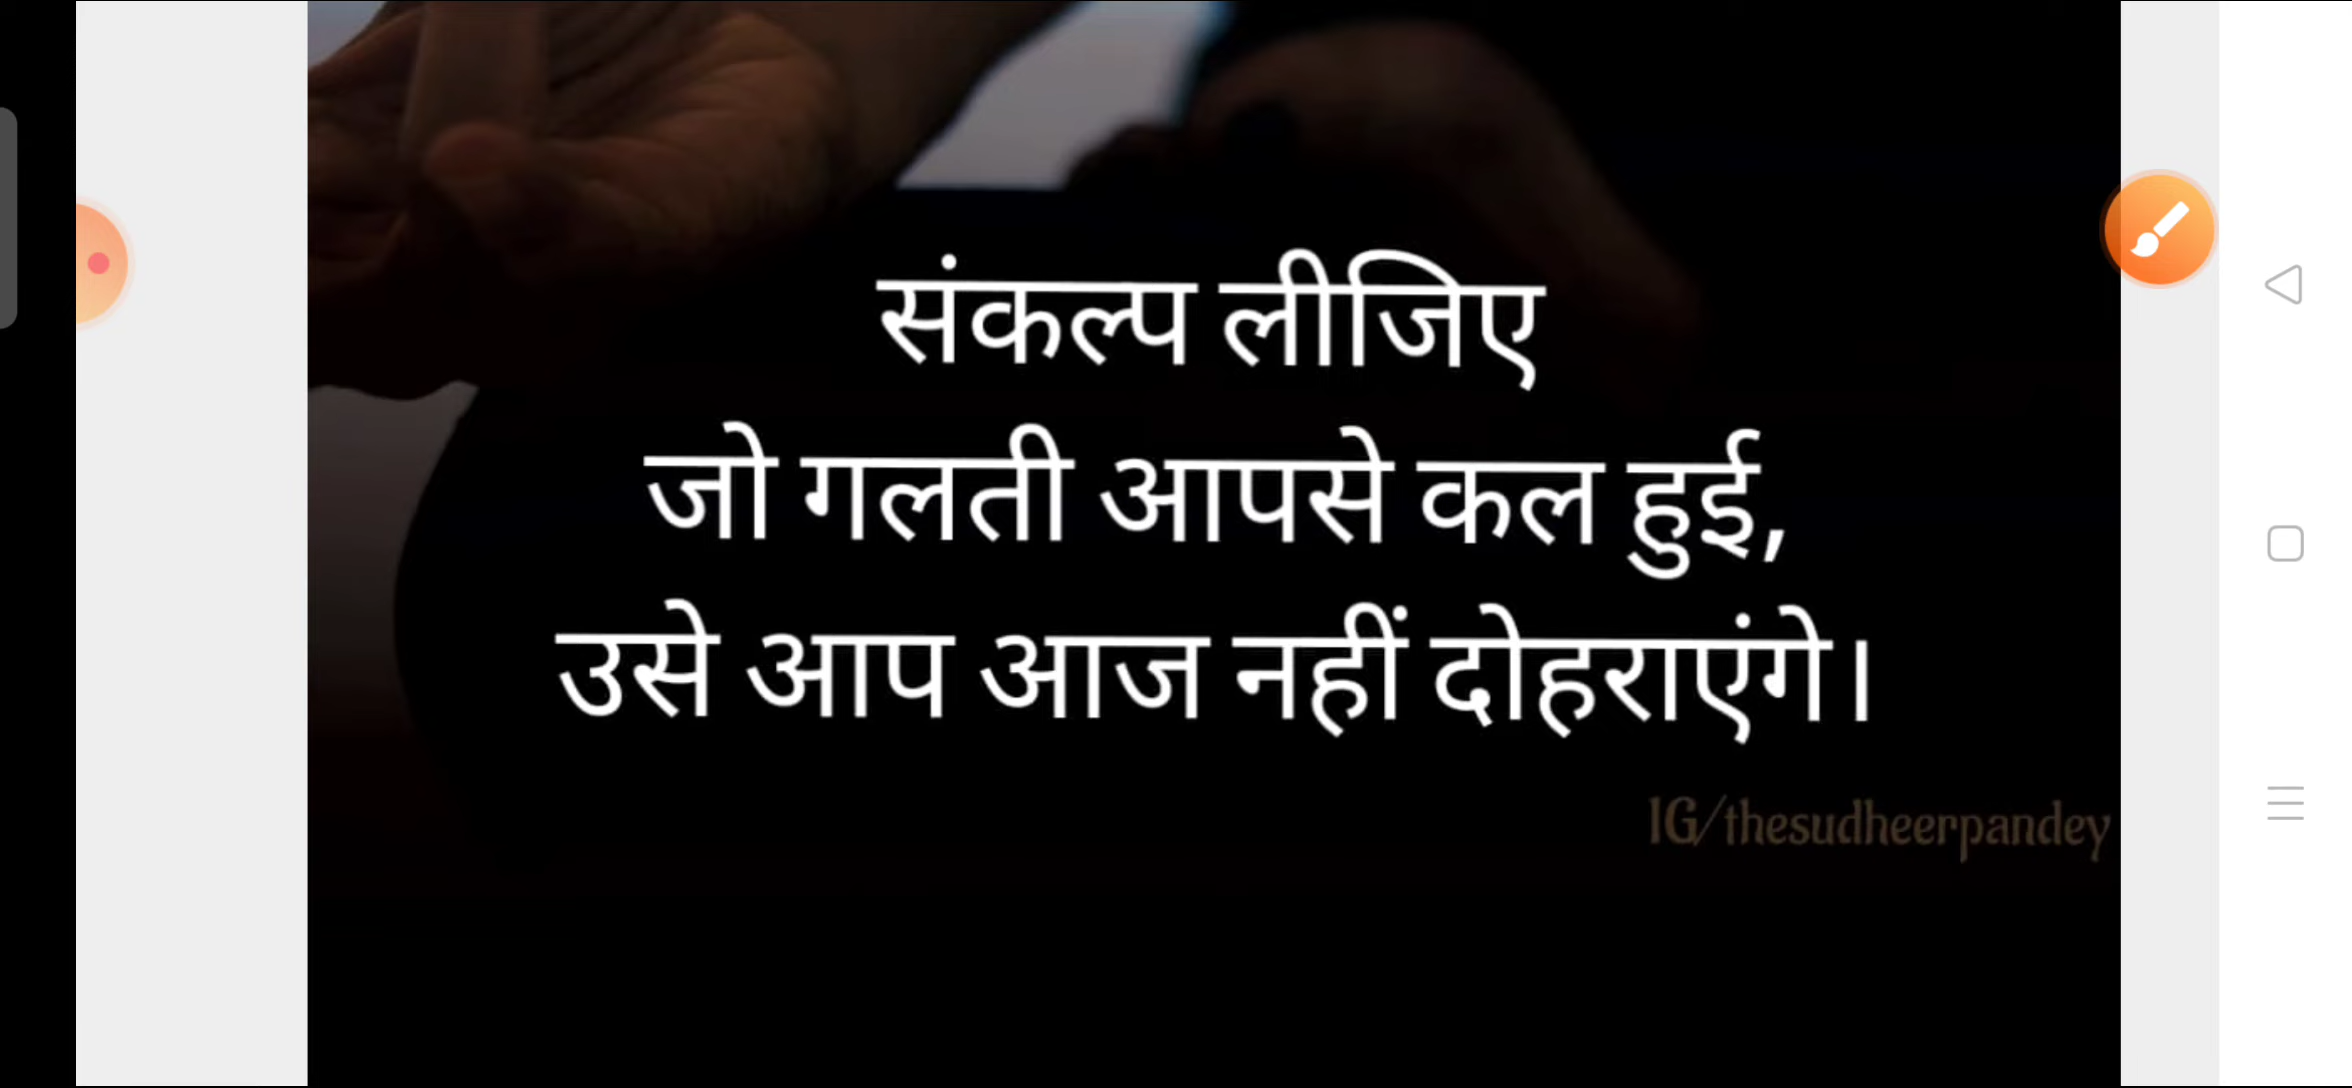 संकल्प लीजिए
जो गलती आपसे कल हुई,
उसे आप आज नहीं दोहराएंगे।
IG/thesudheerpandey